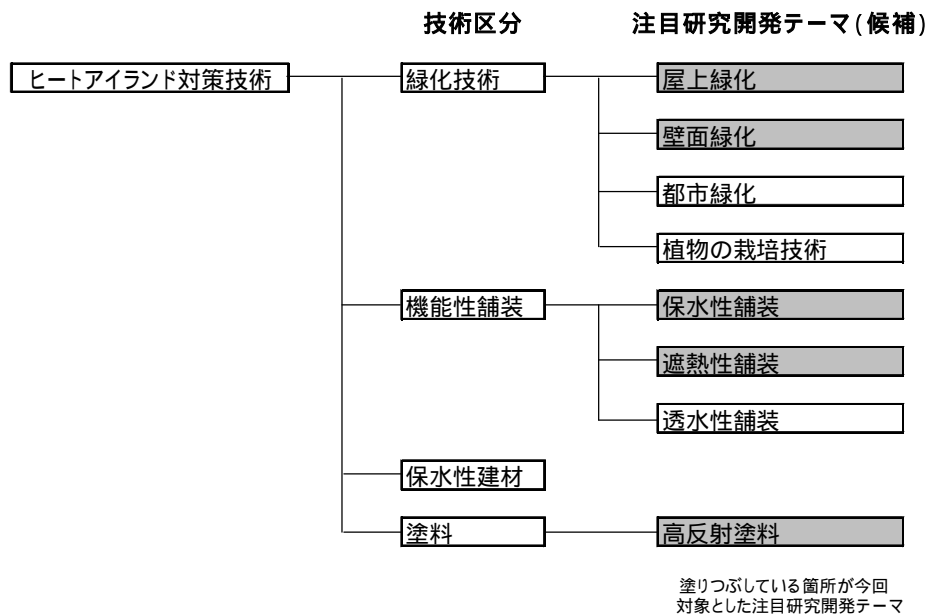 技術区分
注目研究開発テーマ(候補)
ヒートアイランド対策技術
緑化技術
屋上緑化
壁面緑化
都市緑化
植物の栽培技術
機能性舗装
保水性舗装
遮熱性舗装
透水性舗装
保水性建材
塗料
高反射塗料
塗りつぶしている箇所が今回
対象とした注目研究開発テーマ